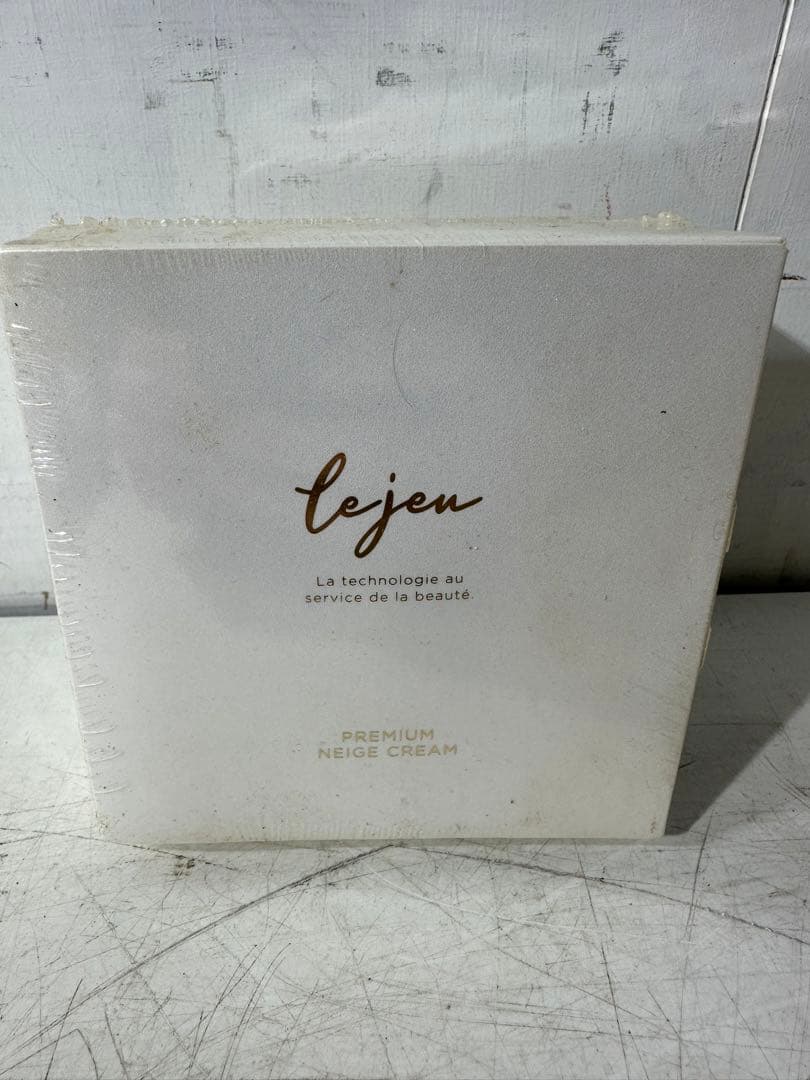 lejeu
La technologie au
service de la beauté.
PREMIUM
NEIGE CREAM